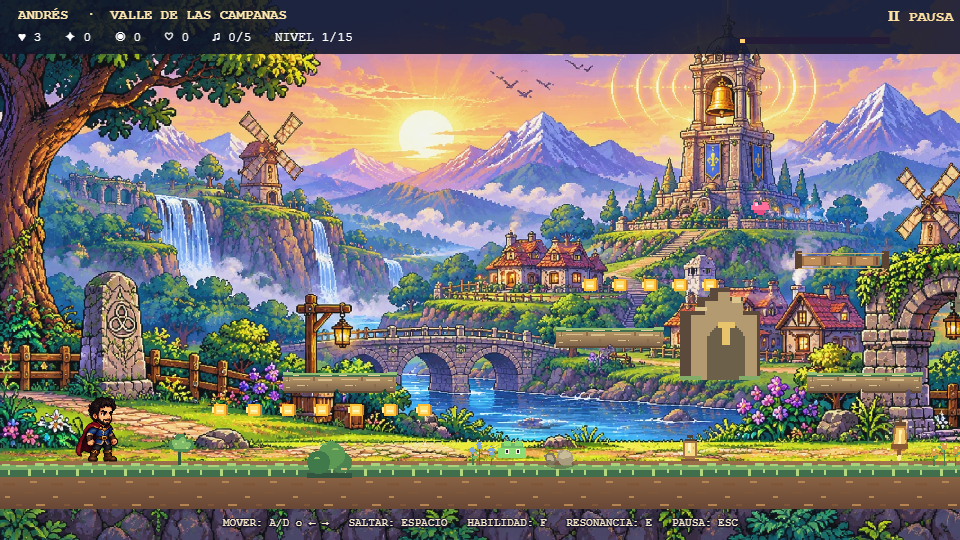 ANDRÉS · VALLE DE LAS CAMPANAS
II PAUSA
♥ 3 ✦ 0 ◉ 0 ♡ 0 ♫ 0/5 NIVEL 1/15
MOVER: A/D o ← → SALTAR: ESPACIO HABILIDAD: F RESONANCIA: E PAUSA: ESC